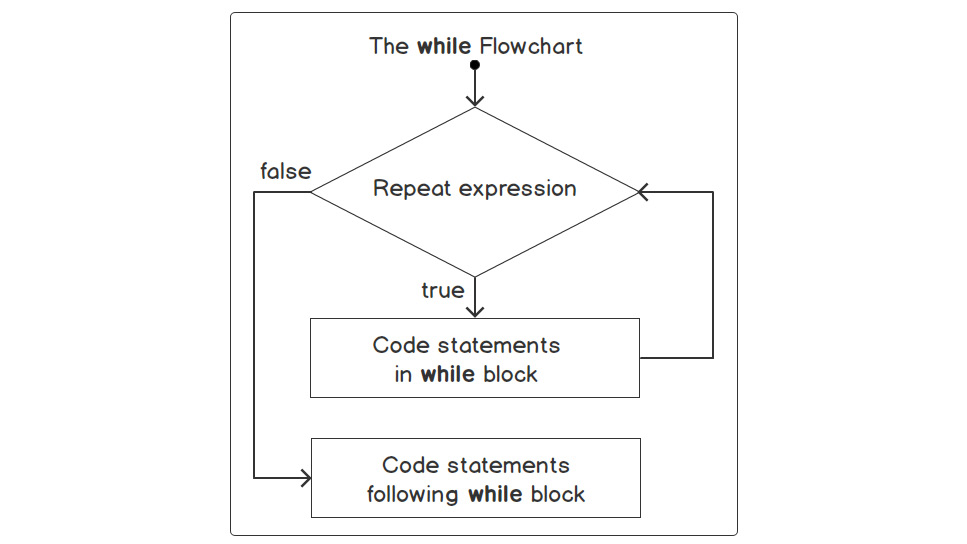 The while Flowchart
false
Repeat expression
true
Code statements
in while block
Code statements
following while block